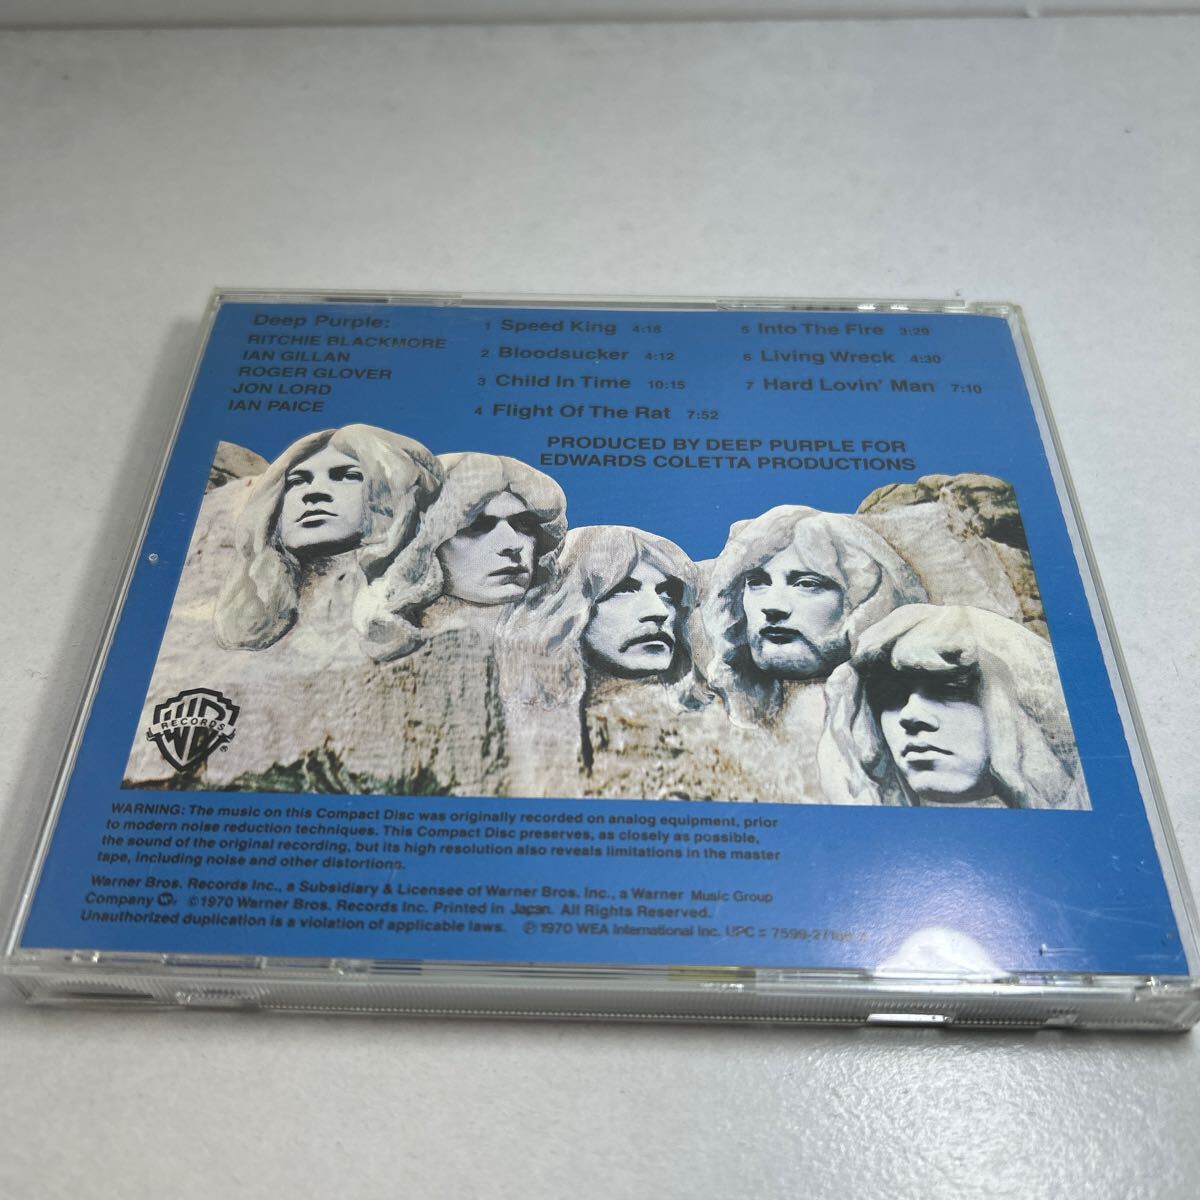 Deep Purple:
RITCHIE BLACKMORE
IAN GILLAN
ROGER GLOVER
JON LORD
IAN PAICE
1 Speed King 4:18
2 Bloodsucker 4:12
3 Child In Time 10:15
4 Flight Of The Rat 7:52
5 Into The Fire 3:29
6 Living Wreck 4:30
7 Hard Lovin' Man 7:10
PRODUCED BY DEEP PURPLE FOR
EDWARDS COLETTA PRODUCTIONS
RECORDS
®
WARNING: The music on this Compact Disc was originally recorded on analog equipment, prior
to modern noise reduction techniques. This Compact Disc preserves, as closely as possible,
the sound of the original recording, but its high resolution also reveals limitations in the master
tape, including noise and other distortions.
Warner Bros. Records Inc., a Subsidiary & Licensee of Warner Bros. Inc., a Warner Music Group
Company ©1970 Warner Bros. Records Inc. Printed in Japan. All Rights Reserved.
Unauthorized duplication is a violation of applicable laws. ℗ 1970 WEA International Inc. UPC =